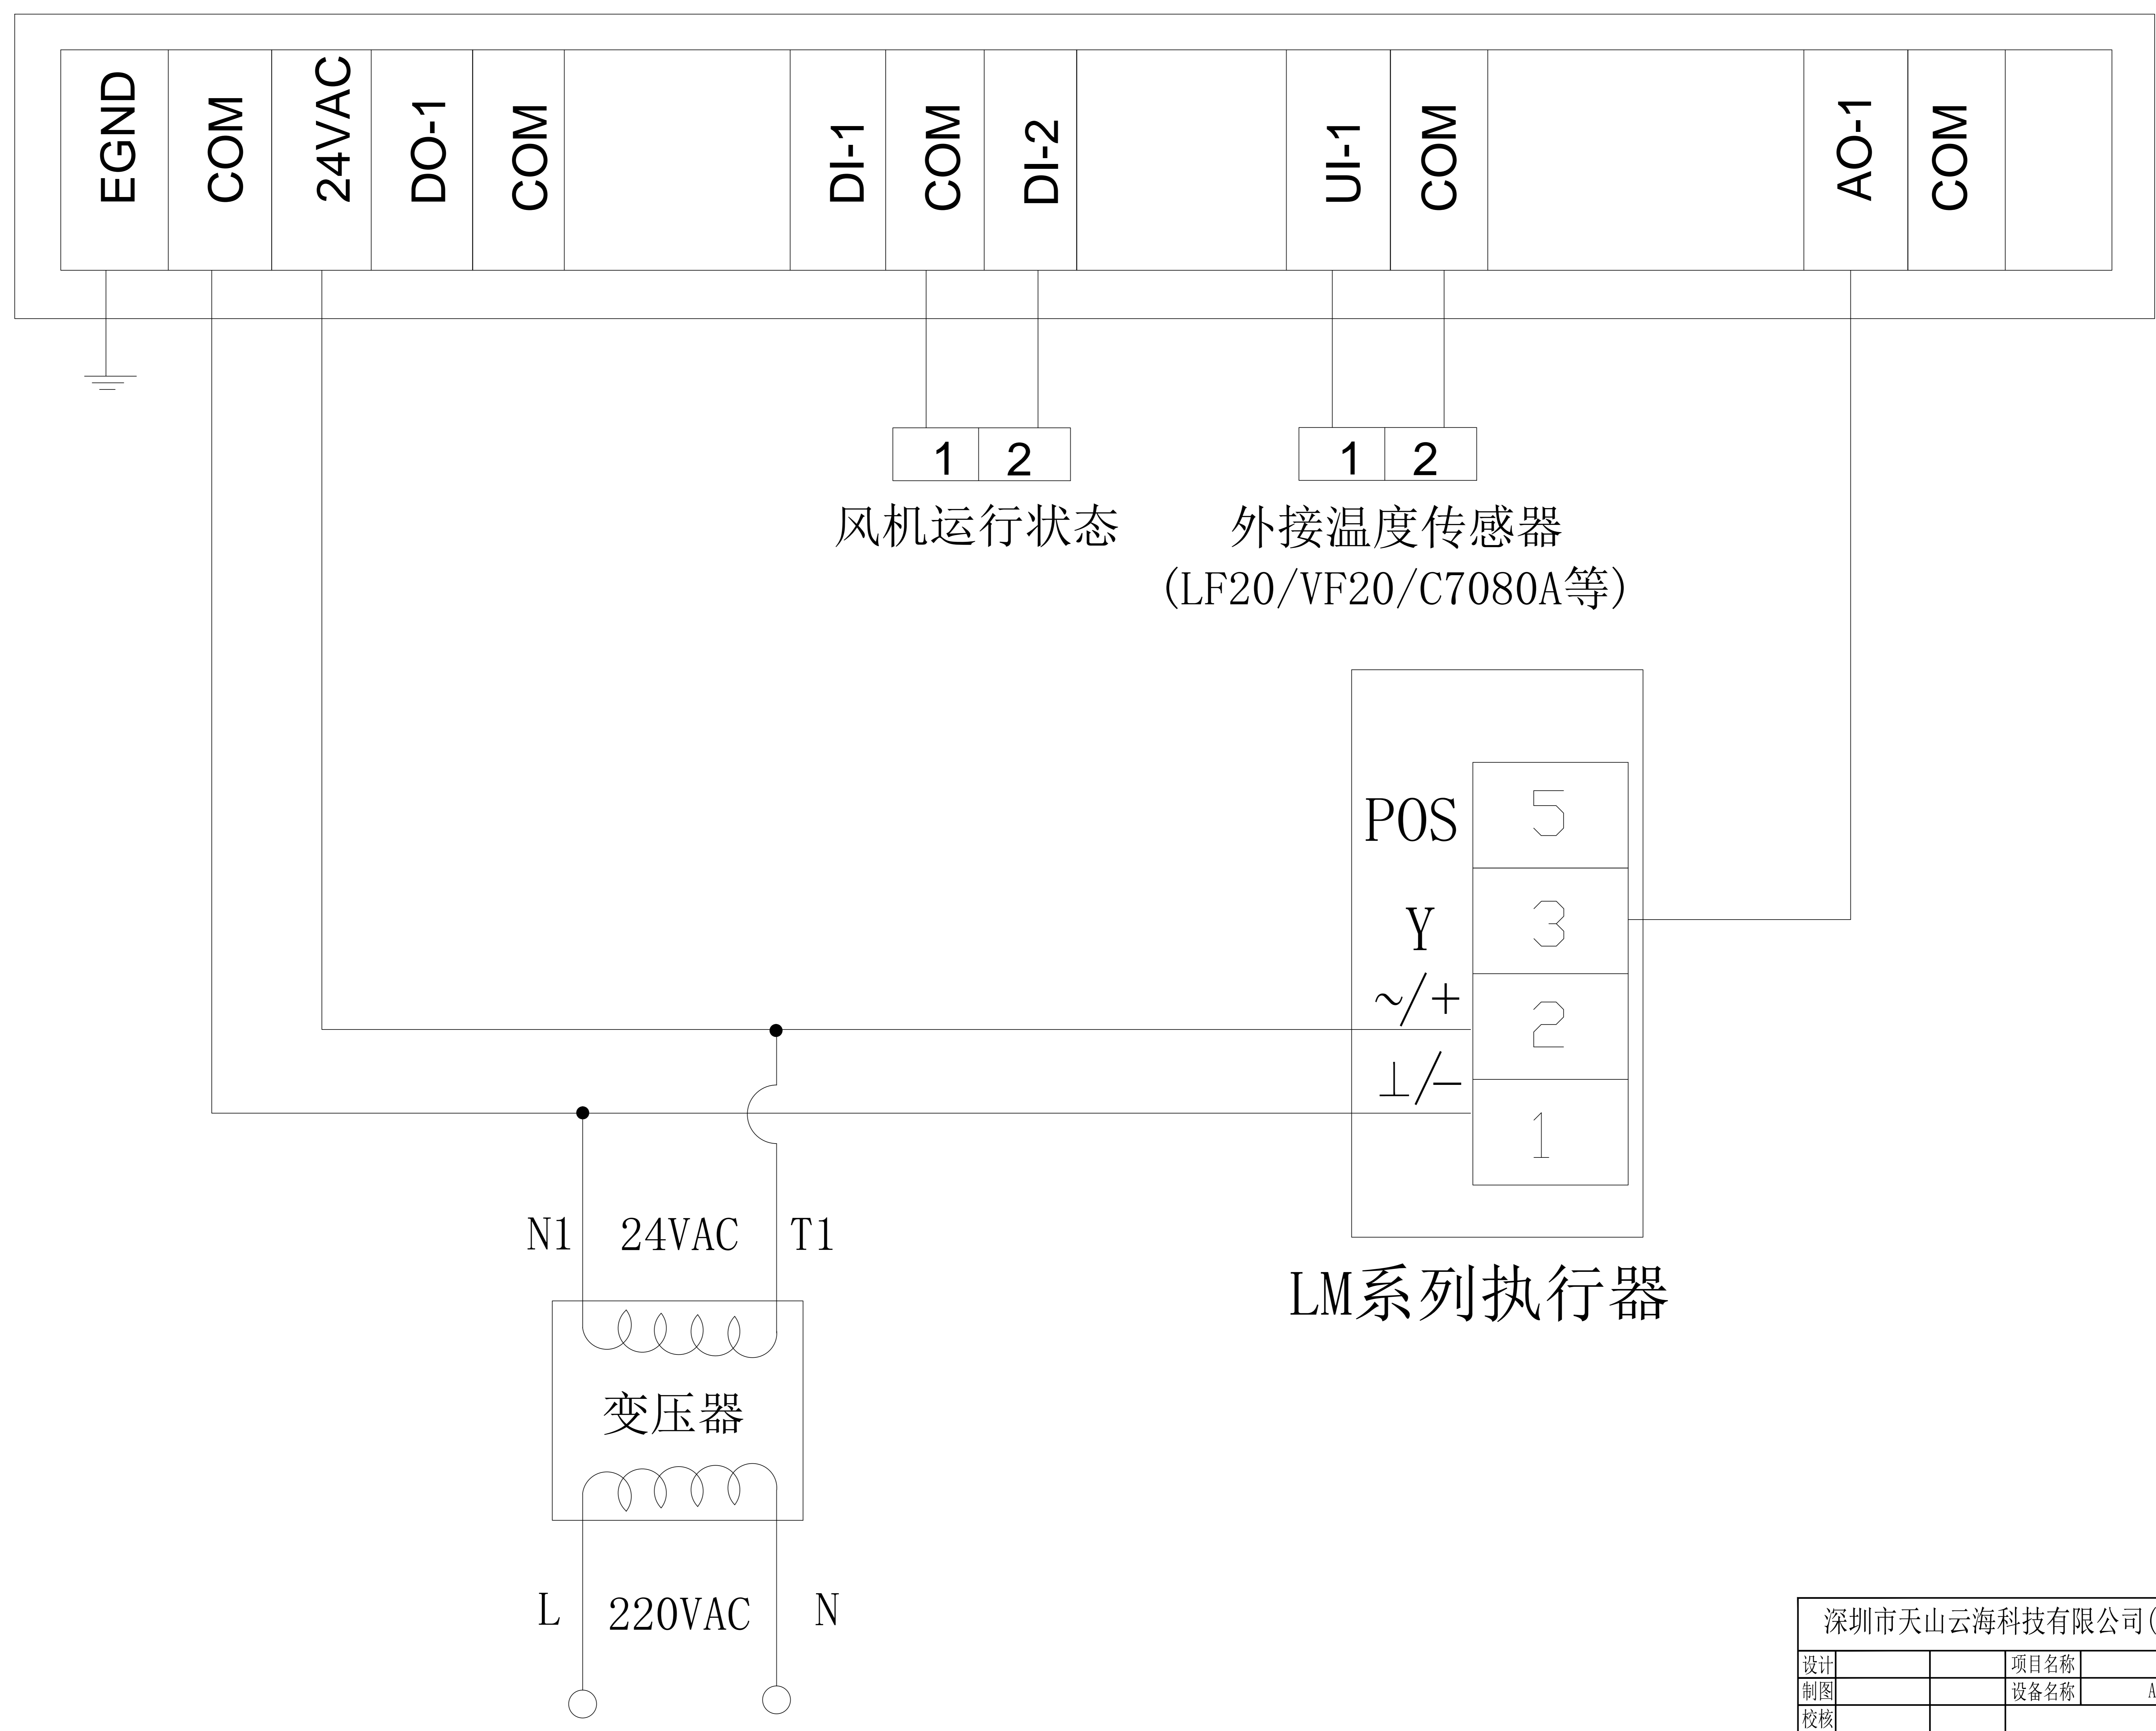 EGND COM 24VAC DO-1 COM DI-1 COM DI-2 UI-1 COM AO-1 COM
1 2 1 2
风机运行状态 外接温度传感器
(LF20/VF20/C7080A等)
POS 5
Y 3
~/+ 2
⊥/− 1
N1 24VAC T1
LM系列执行器
变压器
L 220VAC N
深圳市天山云海科技有限公司(
设计 项目名称
制图 设备名称 A
校核